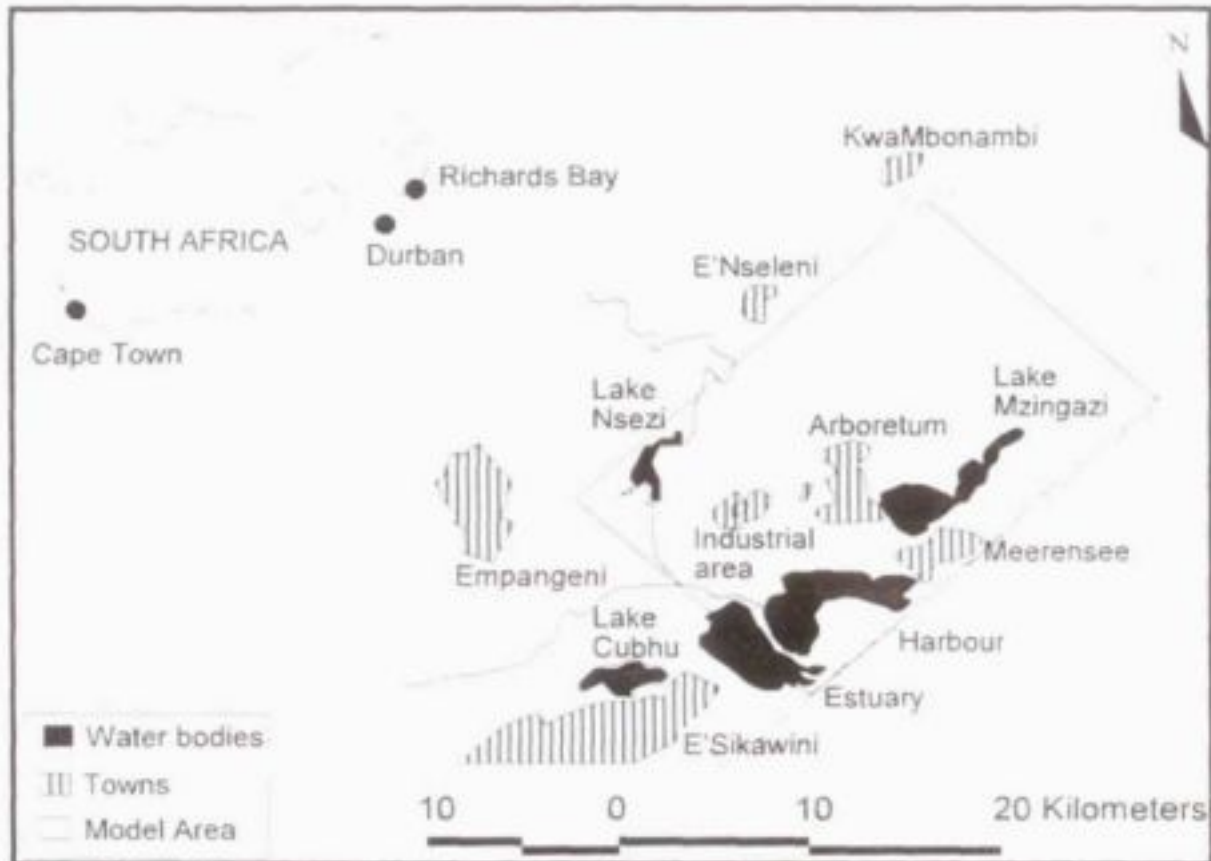 N
KwaMbonambi
Richards Bay
SOUTH AFRICA
Durban
E'Nseleni
Cape Town
Lake
Nsezi
Lake
Mzingazi
Arboretum
Industrial
area
Meerensee
Empangeni
Lake
Cubhu
Harbour
Estuary
E'Sikawini
Water bodies
Towns
Model Area
10 0 10 20 Kilometers